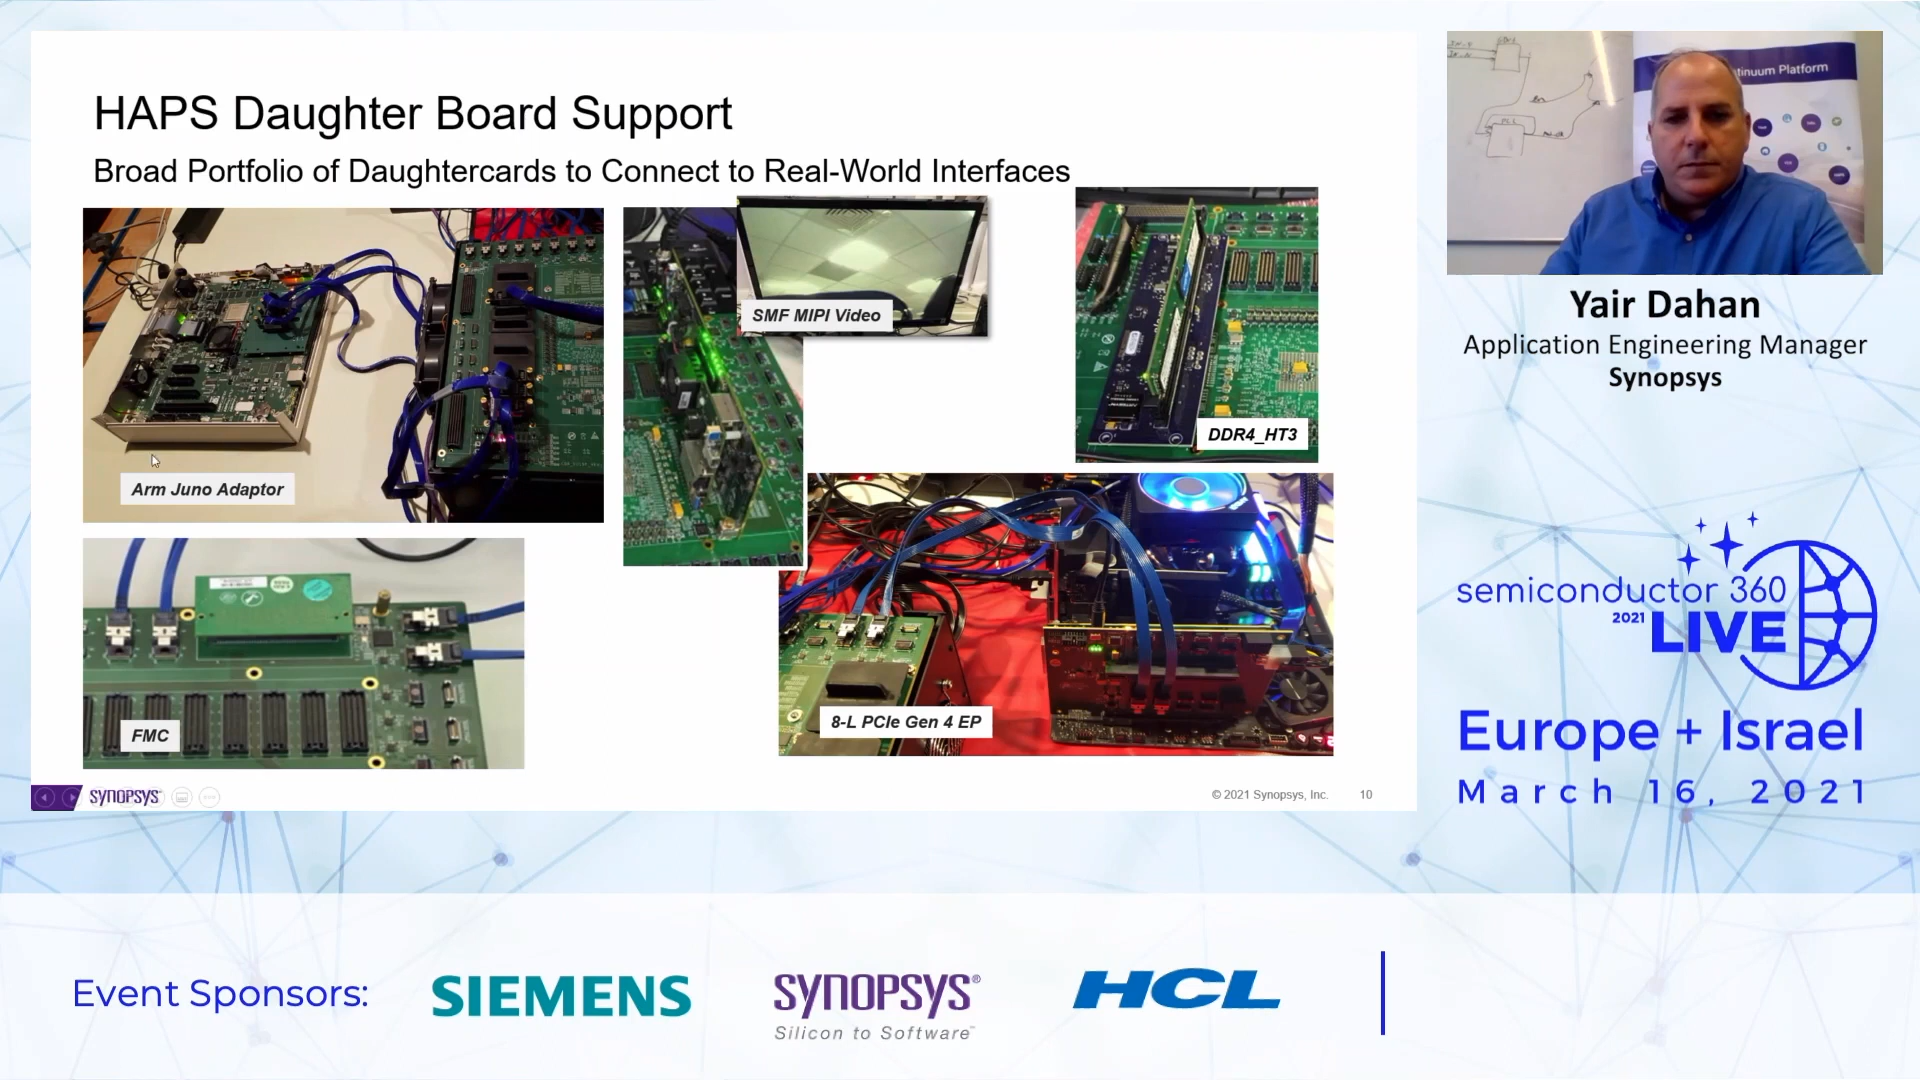 HAPS Daughter Board Support
Broad Portfolio of Daughtercards to Connect to Real-World Interfaces
Arm Juno Adaptor
SMF MIPI Video
DDR4_HT3
FMC
8-L PCIe Gen 4 EP
SYNOPSYS
© 2021 Synopsys, Inc.
10
tinuum Platform
Yair Dahan
Application Engineering Manager
Synopsys
semiconductor 360
2021 LIVE
Europe + Israel
March 16, 2021
Event Sponsors:
SIEMENS
SYNOPSYS®
Silicon to Software™
HCL